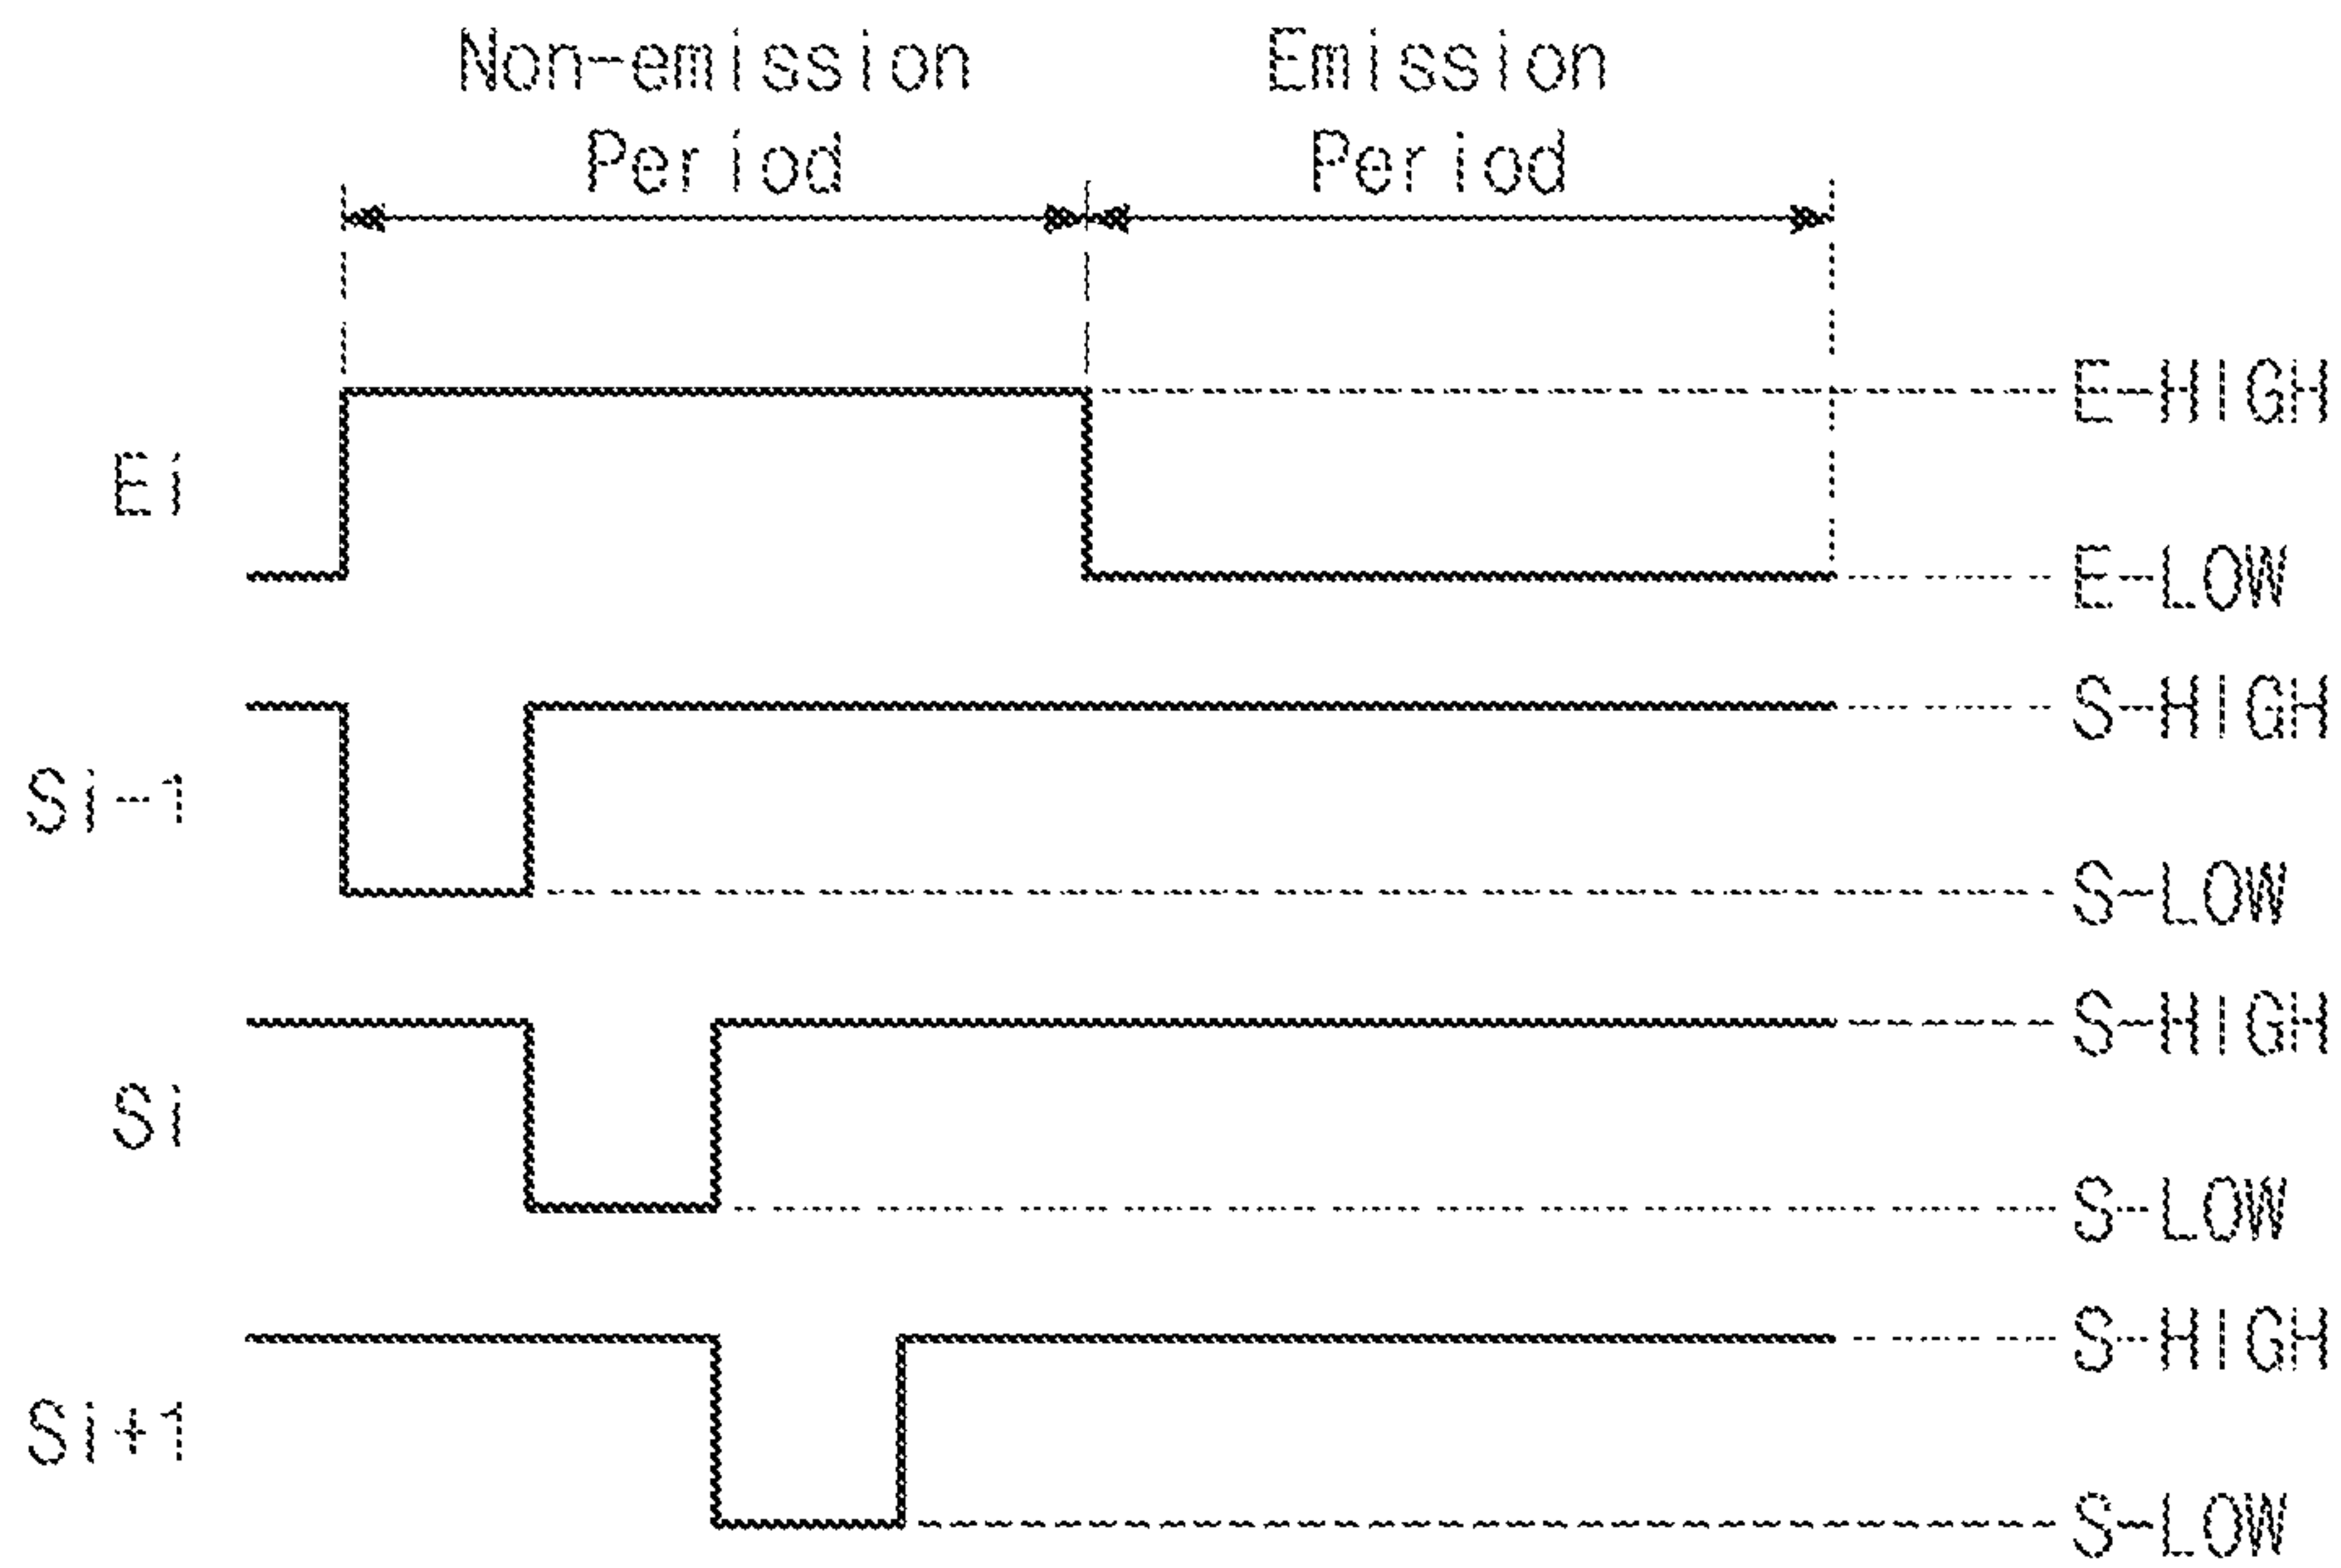 Non-emission
Period
Emission
Period
Ei
E-HIGH
E-LOW
Si-1
S-HIGH
S-LOW
Si
S-HIGH
S-LOW
Si+1
S-HIGH
S-LOW